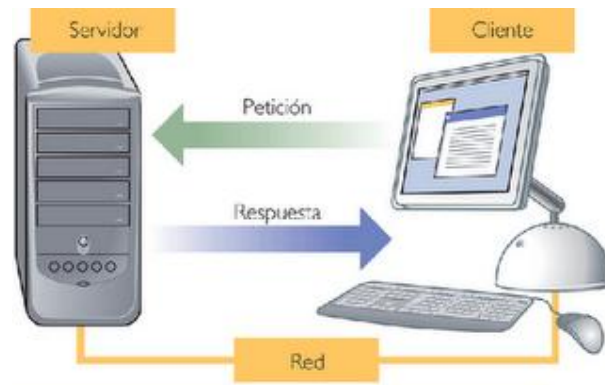 Servidor
Cliente
Petición
Respuesta
Red